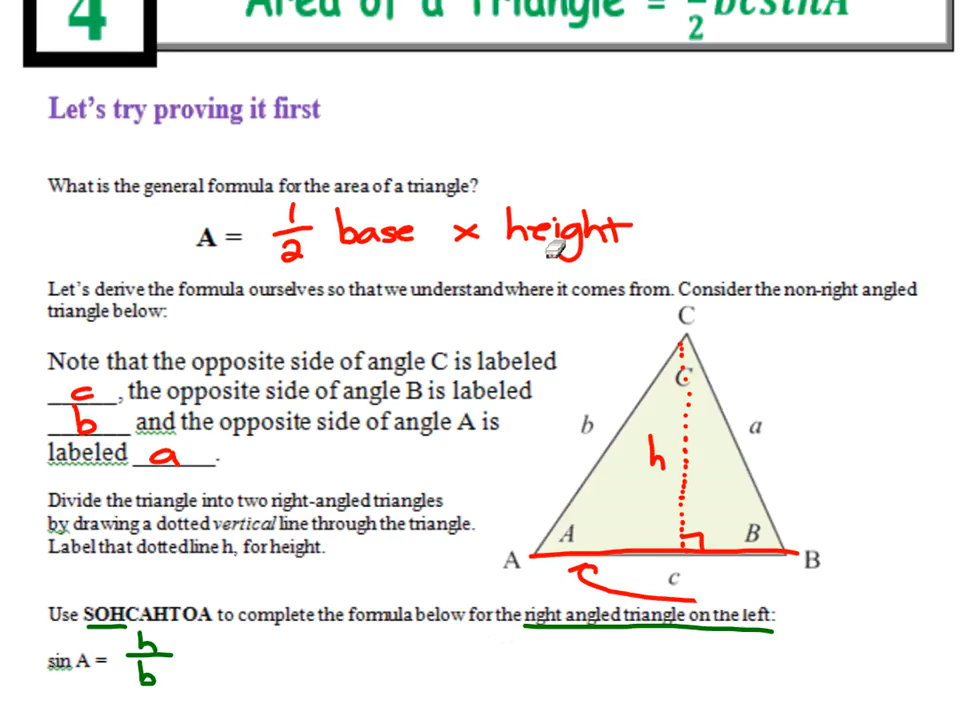 4
Area of a Triangle = 1/2 bcsinA
Let's try proving it first
What is the general formula for the area of a triangle?
A = 1/2 base x height
Let's derive the formula ourselves so that we understand where it comes from. Consider the non-right angled
triangle below:
Note that the opposite side of angle C is labeled
c, the opposite side of angle B is labeled
b and the opposite side of angle A is
labeled a.
Divide the triangle into two right-angled triangles
by drawing a dotted vertical line through the triangle.
Label that dotted line h, for height.
C
C
b
a
h
A
B
A
B
c
Use SOHCAHTOA to complete the formula below for the right angled triangle on the left:
sin A = h/b